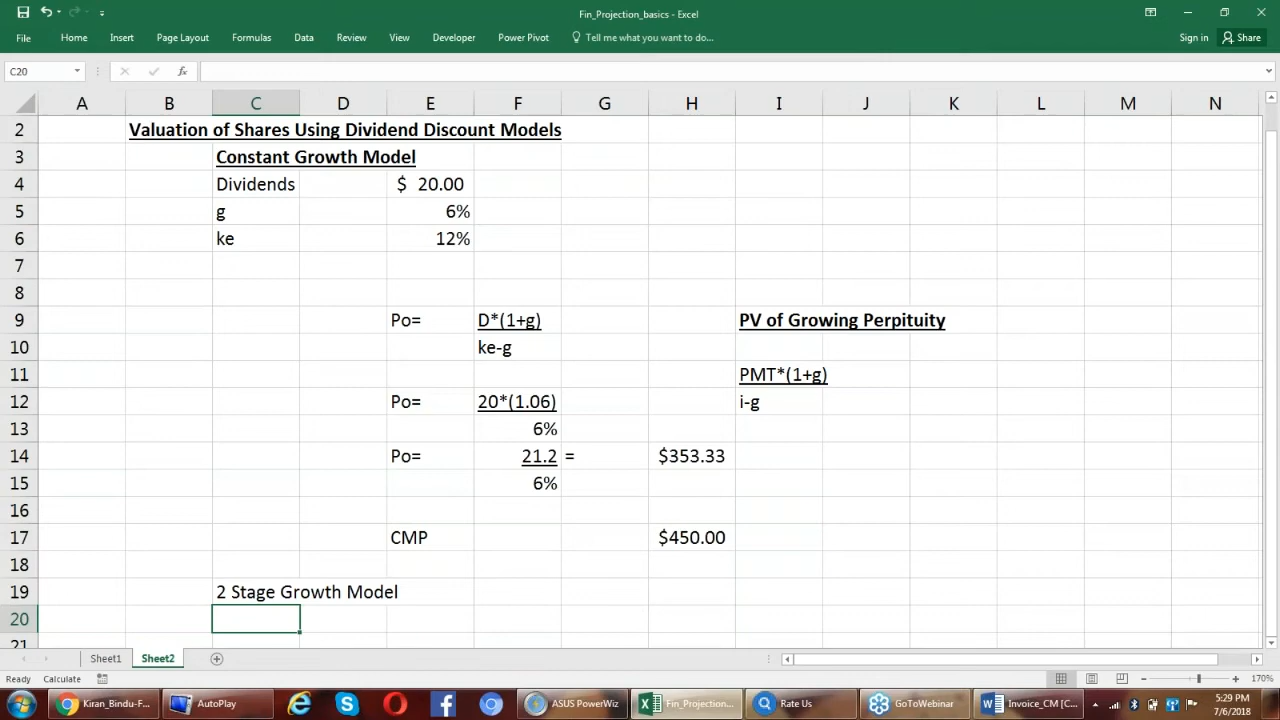 Fin_Projection_basics - Excel
File Home Insert Page Layout Formulas Data Review View Developer Power Pivot Tell me what you want to do... Sign in Share
C20 fx
A B C D E F G H I J K L M N
2 Valuation of Shares Using Dividend Discount Models
3 Constant Growth Model
4 Dividends $ 20.00
5 g 6%
6 ke 12%
7
8
9 Po= D*(1+g) PV of Growing Perpetuity
10 ke-g
11 PMT*(1+g)
12 Po= 20*(1.06) i-g
13 6%
14 Po= 21.2 = $353.33
15 6%
16
17 CMP $450.00
18
19 2 Stage Growth Model
20
21
Sheet1 Sheet2
Ready Calculate 170%
Kiran_Bindu-F... AutoPlay ASUS PowerWiz Fin_Projection... Rate Us GoToWebinar Invoice_CM [C... 5:29 PM
7/6/2018